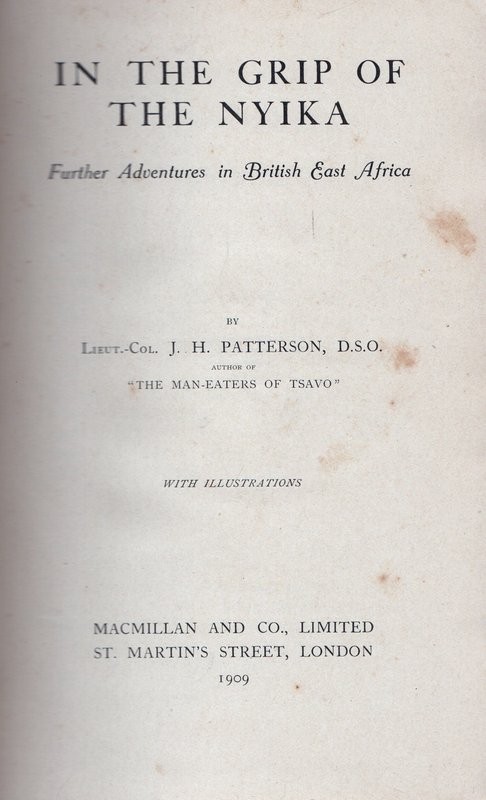 IN THE GRIP OF
THE NYIKA
Further Adventures in British East Africa
BY
LIEUT.-COL. J. H. PATTERSON, D.S.O.
AUTHOR OF
"THE MAN-EATERS OF TSAVO"
WITH ILLUSTRATIONS
MACMILLAN AND CO., LIMITED
ST. MARTIN'S STREET, LONDON
1909